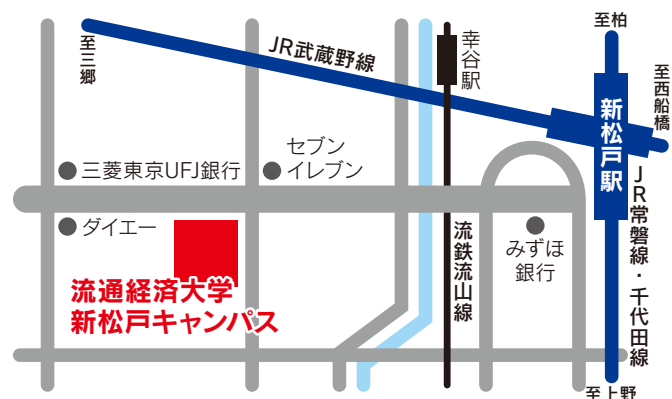 至柏
至三郷
JR武蔵野線
幸谷駅
至西船橋
新松戸駅
セブン
イレブン
三菱東京UFJ銀行
ダイエー
流通経済大学
新松戸キャンパス
流鉄流山線
みずほ
銀行
JR常磐線・千代田線
至上野